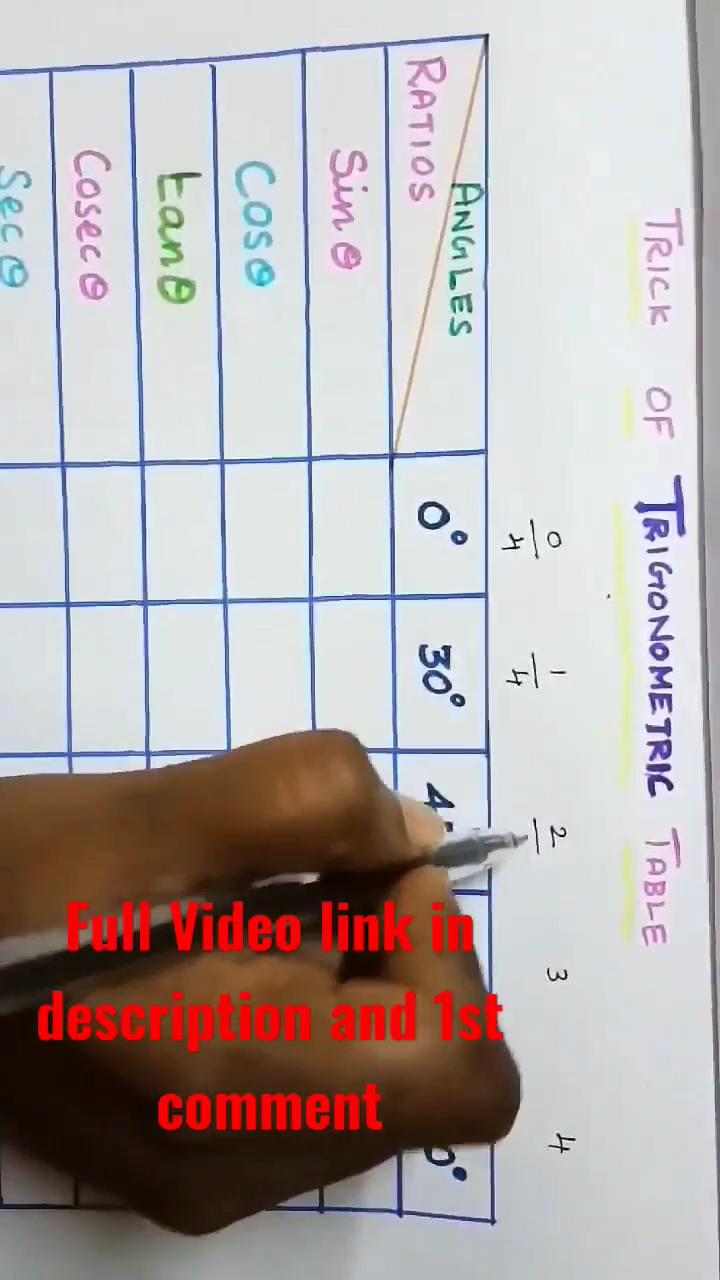 TRICK OF TRIGONOMETRIC TABLE
0 1 2 3 4
4 4
ANGLES
RATIOS
0° 30°
Sinθ
Cosθ
tanθ
Cosecθ
Secθ
Full Video link in
description and 1st
comment